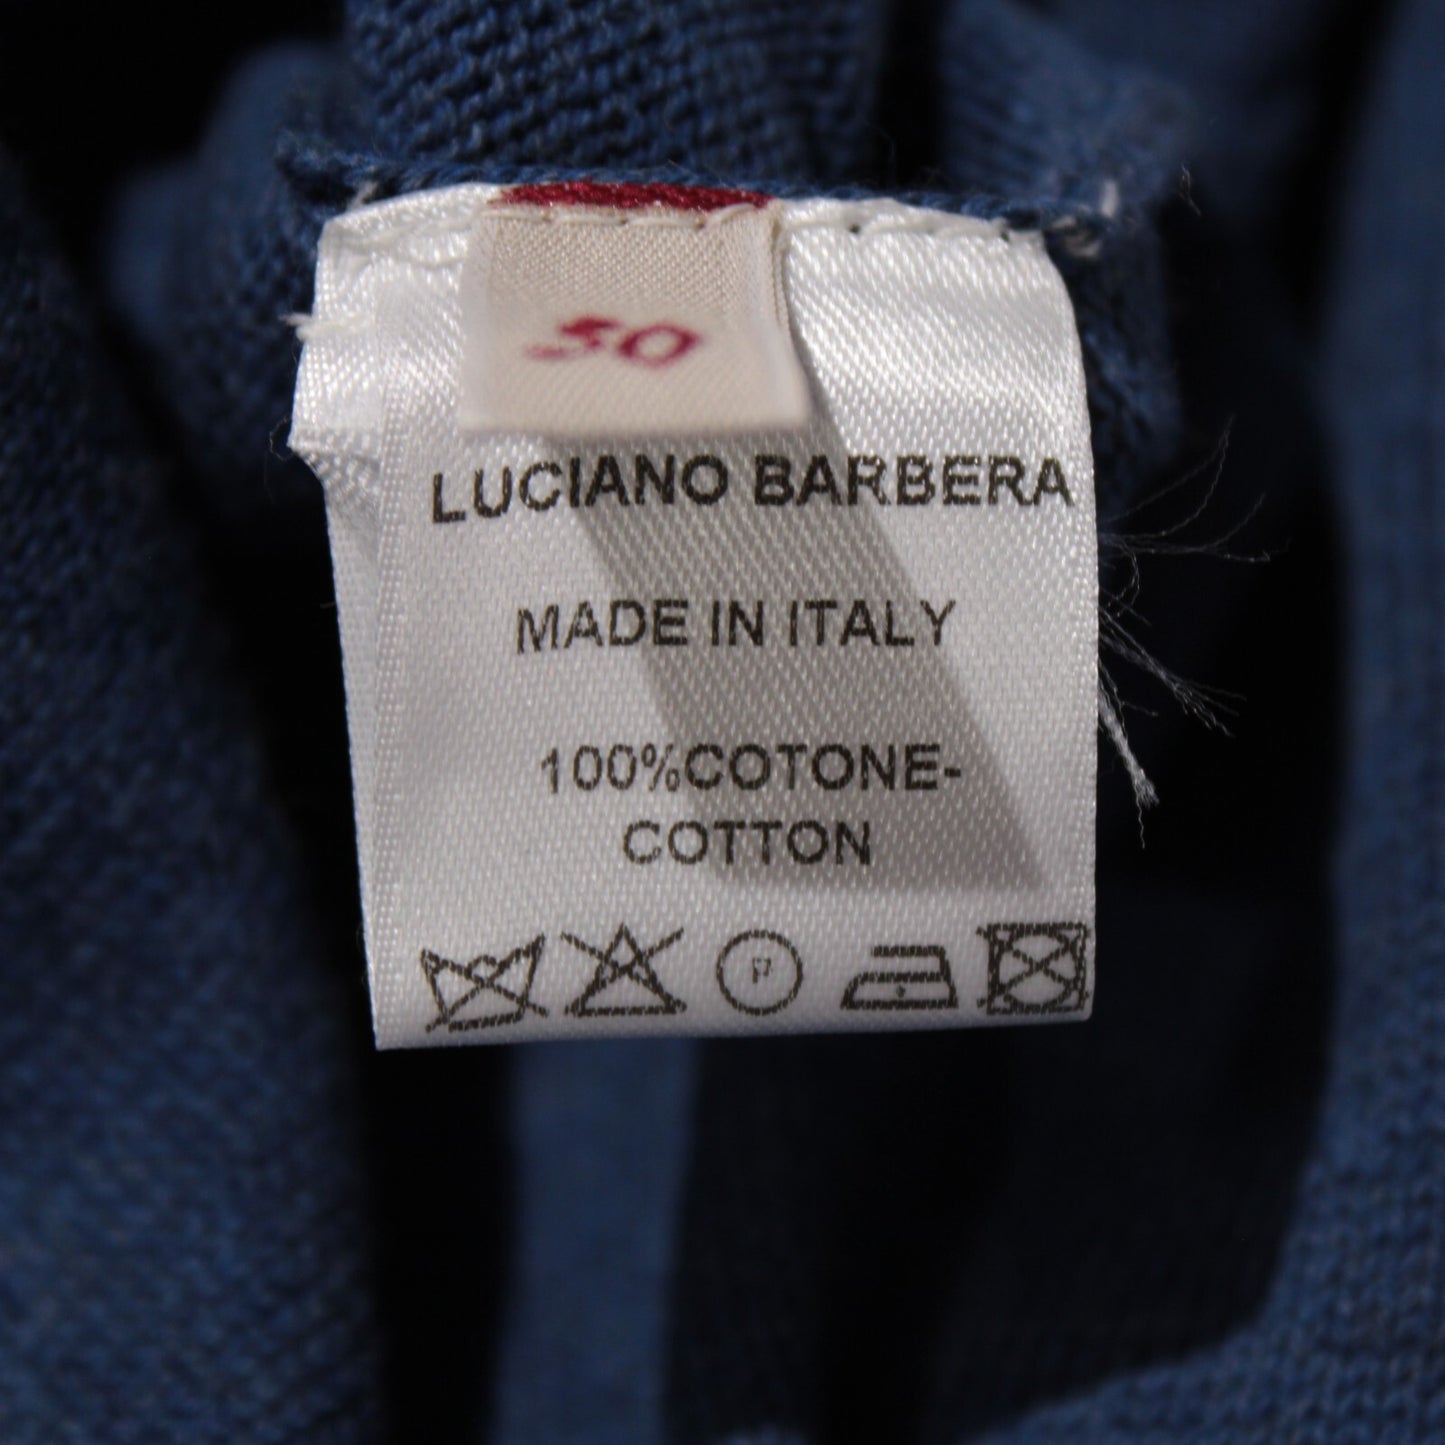 50
LUCIANO BARBERA
MADE IN ITALY
100%COTONE-
COTTON
P